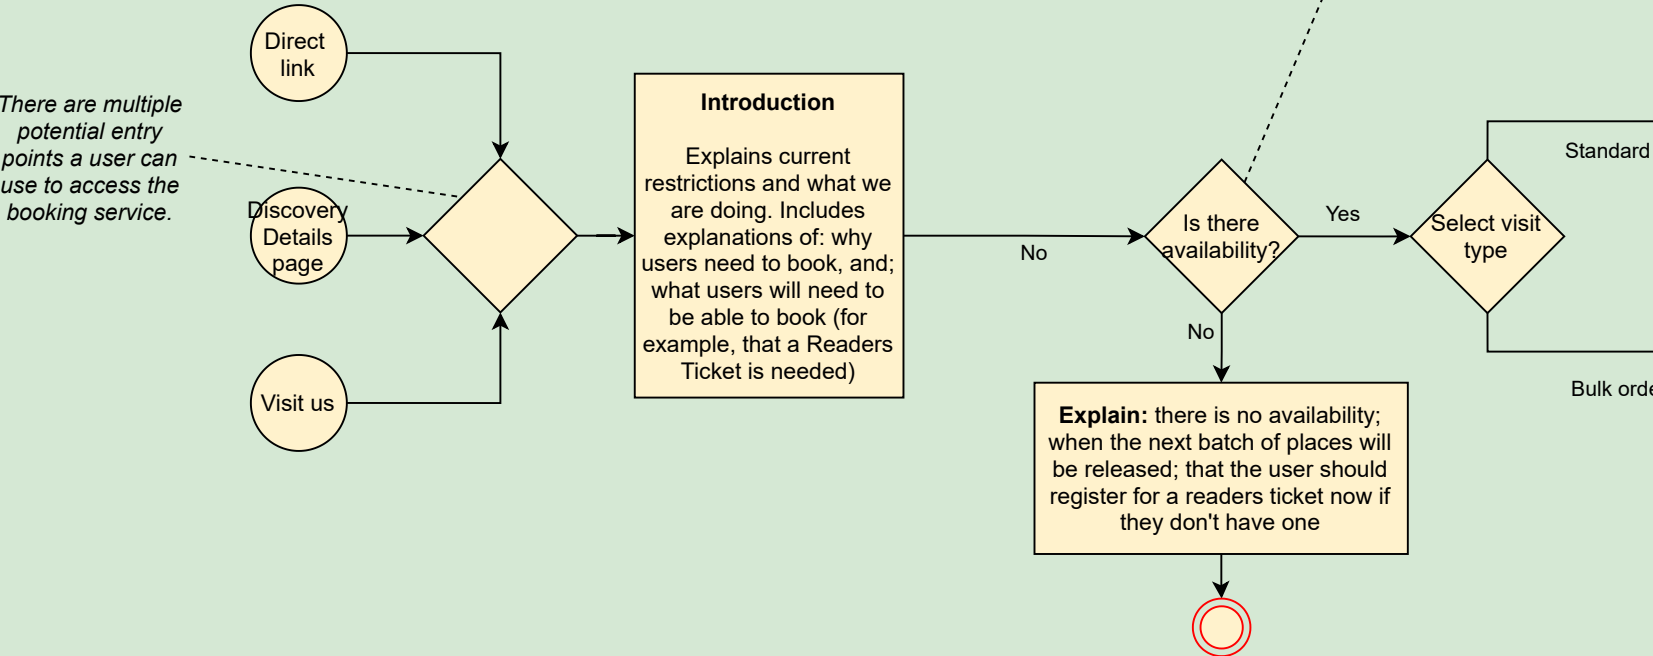 Direct
link
There are multiple
potential entry
points a user can
use to access the
booking service.
Discovery
Details
page
Visit us
Introduction
Explains current
restrictions and what we
are doing. Includes
explanations of: why
users need to book, and;
what users will need to
be able to book (for
example, that a Readers
Ticket is needed)
No
Is there
availability?
Yes
No
Select visit
type
Standard
Bulk orde
Explain: there is no availability;
when the next batch of places will
be released; that the user should
register for a readers ticket now if
they don't have one